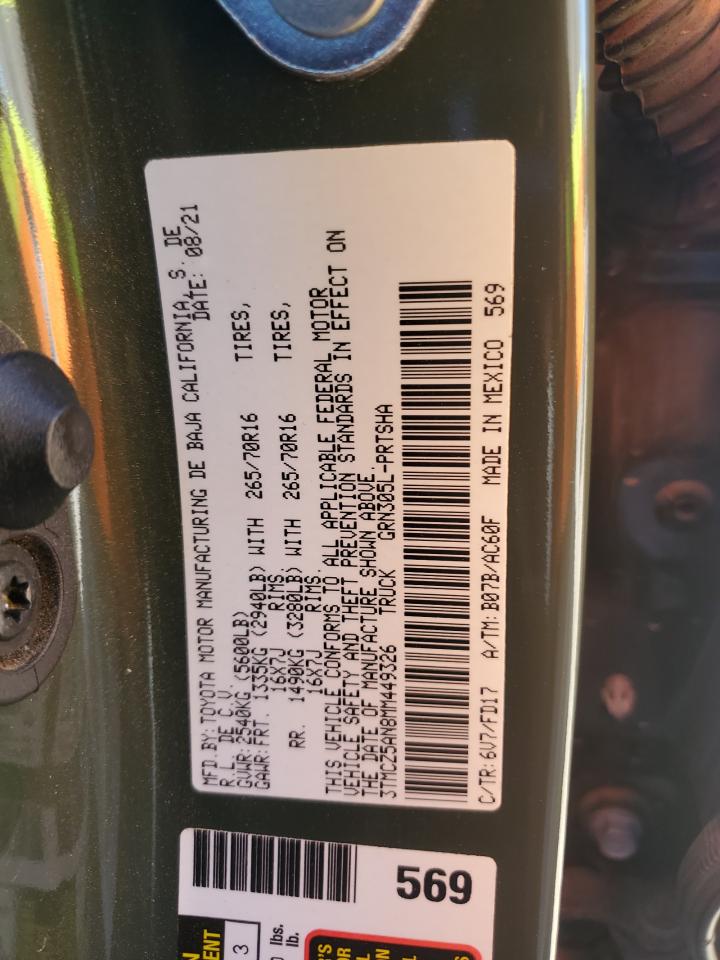 MFD.BY:TOYOTA MOTOR MANUFACTURING DE BAJA CALIFORNIA, S. DE
R.L. DE C.V. DATE: 08/21
GVWR:2540KG(5600LB)
GAWR:FRT. 1335KG (2940LB) WITH 265/70R16 TIRES,
16X7J RIMS,
RR. 1490KG (3280LB) WITH 265/70R16 TIRES,
16X7J RIMS.
THIS VEHICLE CONFORMS TO ALL APPLICABLE FEDERAL MOTOR
VEHICLE SAFETY AND THEFT PREVENTION STANDARDS IN EFFECT ON
THE DATE OF MANUFACTURE SHOWN ABOVE.
3TMCZ5AN8MM449326 TRUCK GRN305L-PRTSHA
C/TR:6V7/FD17 A/TM:B07B/AC60F MADE IN MEXICO 569
569
3
lbs.
lb.